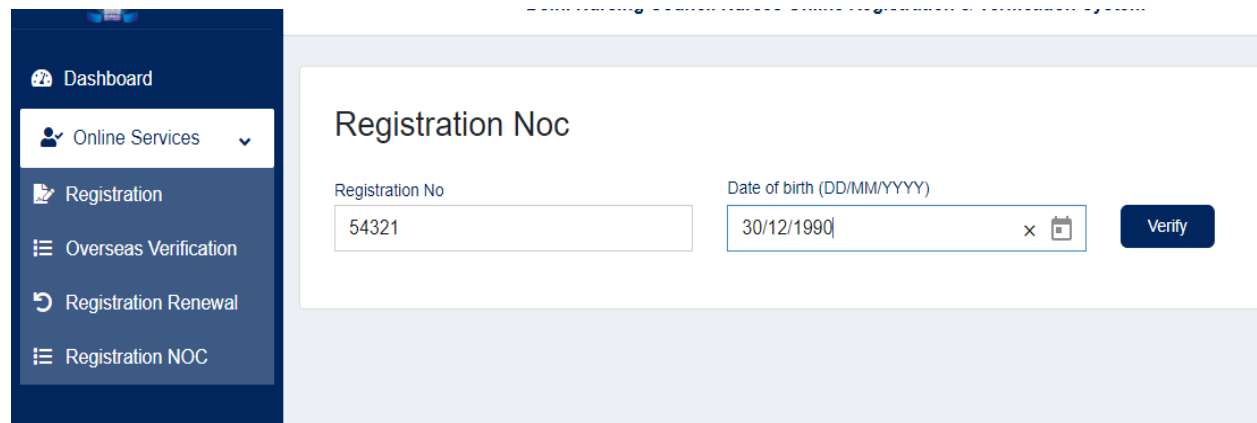 Dashboard
Online Services
Registration
Overseas Verification
Registration Renewal
Registration NOC
Registration Noc
Registration No
54321
Date of birth (DD/MM/YYYY)
30/12/1990
Verify